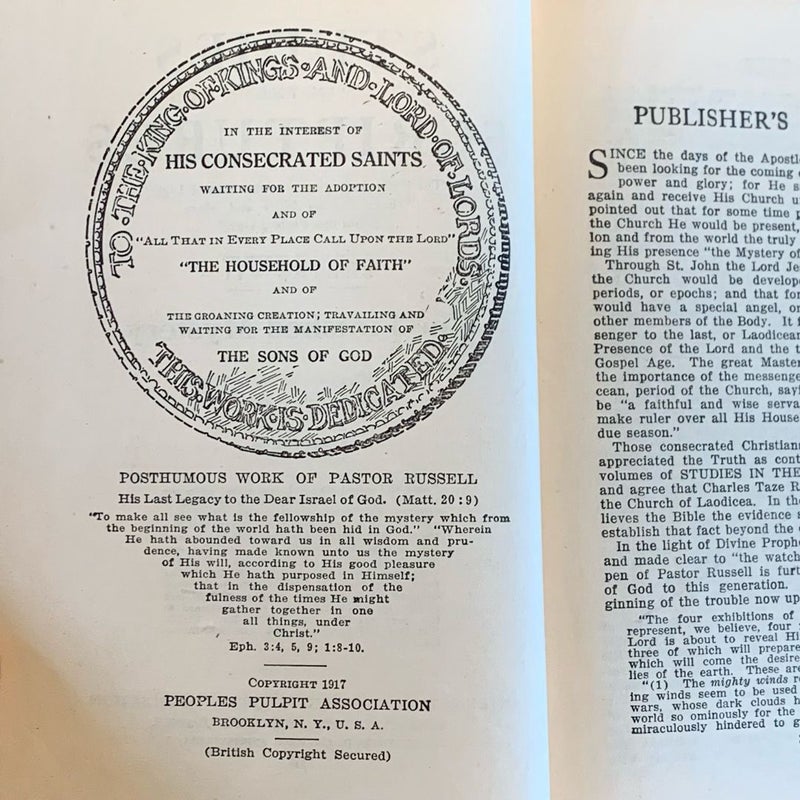 TO·THE·KING·OF·KINGS·AND·LORD·OF·LORDS·
IN THE INTEREST OF
HIS CONSECRATED SAINTS
WAITING FOR THE ADOPTION
AND OF
"ALL THAT IN EVERY PLACE CALL UPON THE LORD"
"THE HOUSEHOLD OF FAITH"
AND OF
THE GROANING CREATION; TRAVAILING AND
WAITING FOR THE MANIFESTATION OF
THE SONS OF GOD
THIS·WORK·IS·DEDICATED·
POSTHUMOUS WORK OF PASTOR RUSSELL
His Last Legacy to the Dear Israel of God. (Matt. 20:9)
"To make all see what is the fellowship of the mystery which from
the beginning of the world hath been hid in God." "Wherein
He hath abounded toward us in all wisdom and pru-
dence, having made known unto us the mystery
of His will, according to His good pleasure
which He hath purposed in Himself;
that in the dispensation of the
fulness of the times He might
gather together in one
all things, under
Christ."
Eph. 3:4, 5, 9; 1:8-10.
COPYRIGHT 1917
PEOPLES PULPIT ASSOCIATION
BROOKLYN, N. Y., U. S. A.
(British Copyright Secured)
PUBLISHER'S
SINCE the days of the Apostl
been looking for the coming
power and glory; for He s
again and receive His Church u
pointed out that for some time p
the Church He would be present,
lon and from the world the truly
ing His presence "the Mystery of
Through St. John the Lord Je
the Church would be develop
periods, or epochs; and that fo
would have a special angel, or
other members of the Body. It
senger to the last, or Laodicean
Presence of the Lord and the t
Gospel Age. The great Master
the importance of the messenge
cean, period of the Church, sayi
be "a faithful and wise serva
make ruler over all His House
due season."
Those consecrated Christian
appreciated the Truth as cont
volumes of STUDIES IN THE
and agree that Charles Taze R
the Church of Laodicea. In the
lieves the Bible the evidence s
establish that fact beyond the
In the light of Divine Prophe
and made clear to "the watch
pen of Pastor Russell is furt
of God to this generation.
ginning of the trouble now up
"The four exhibitions of
represent, we believe, four
Lord is about to reveal Hi
three of which will prepare
which will come the desire
lies of the earth. These are
"(1) The mighty winds r
ing winds seem to be used
wars, whose dark clouds h
world so ominously for the
miraculously hindered to g